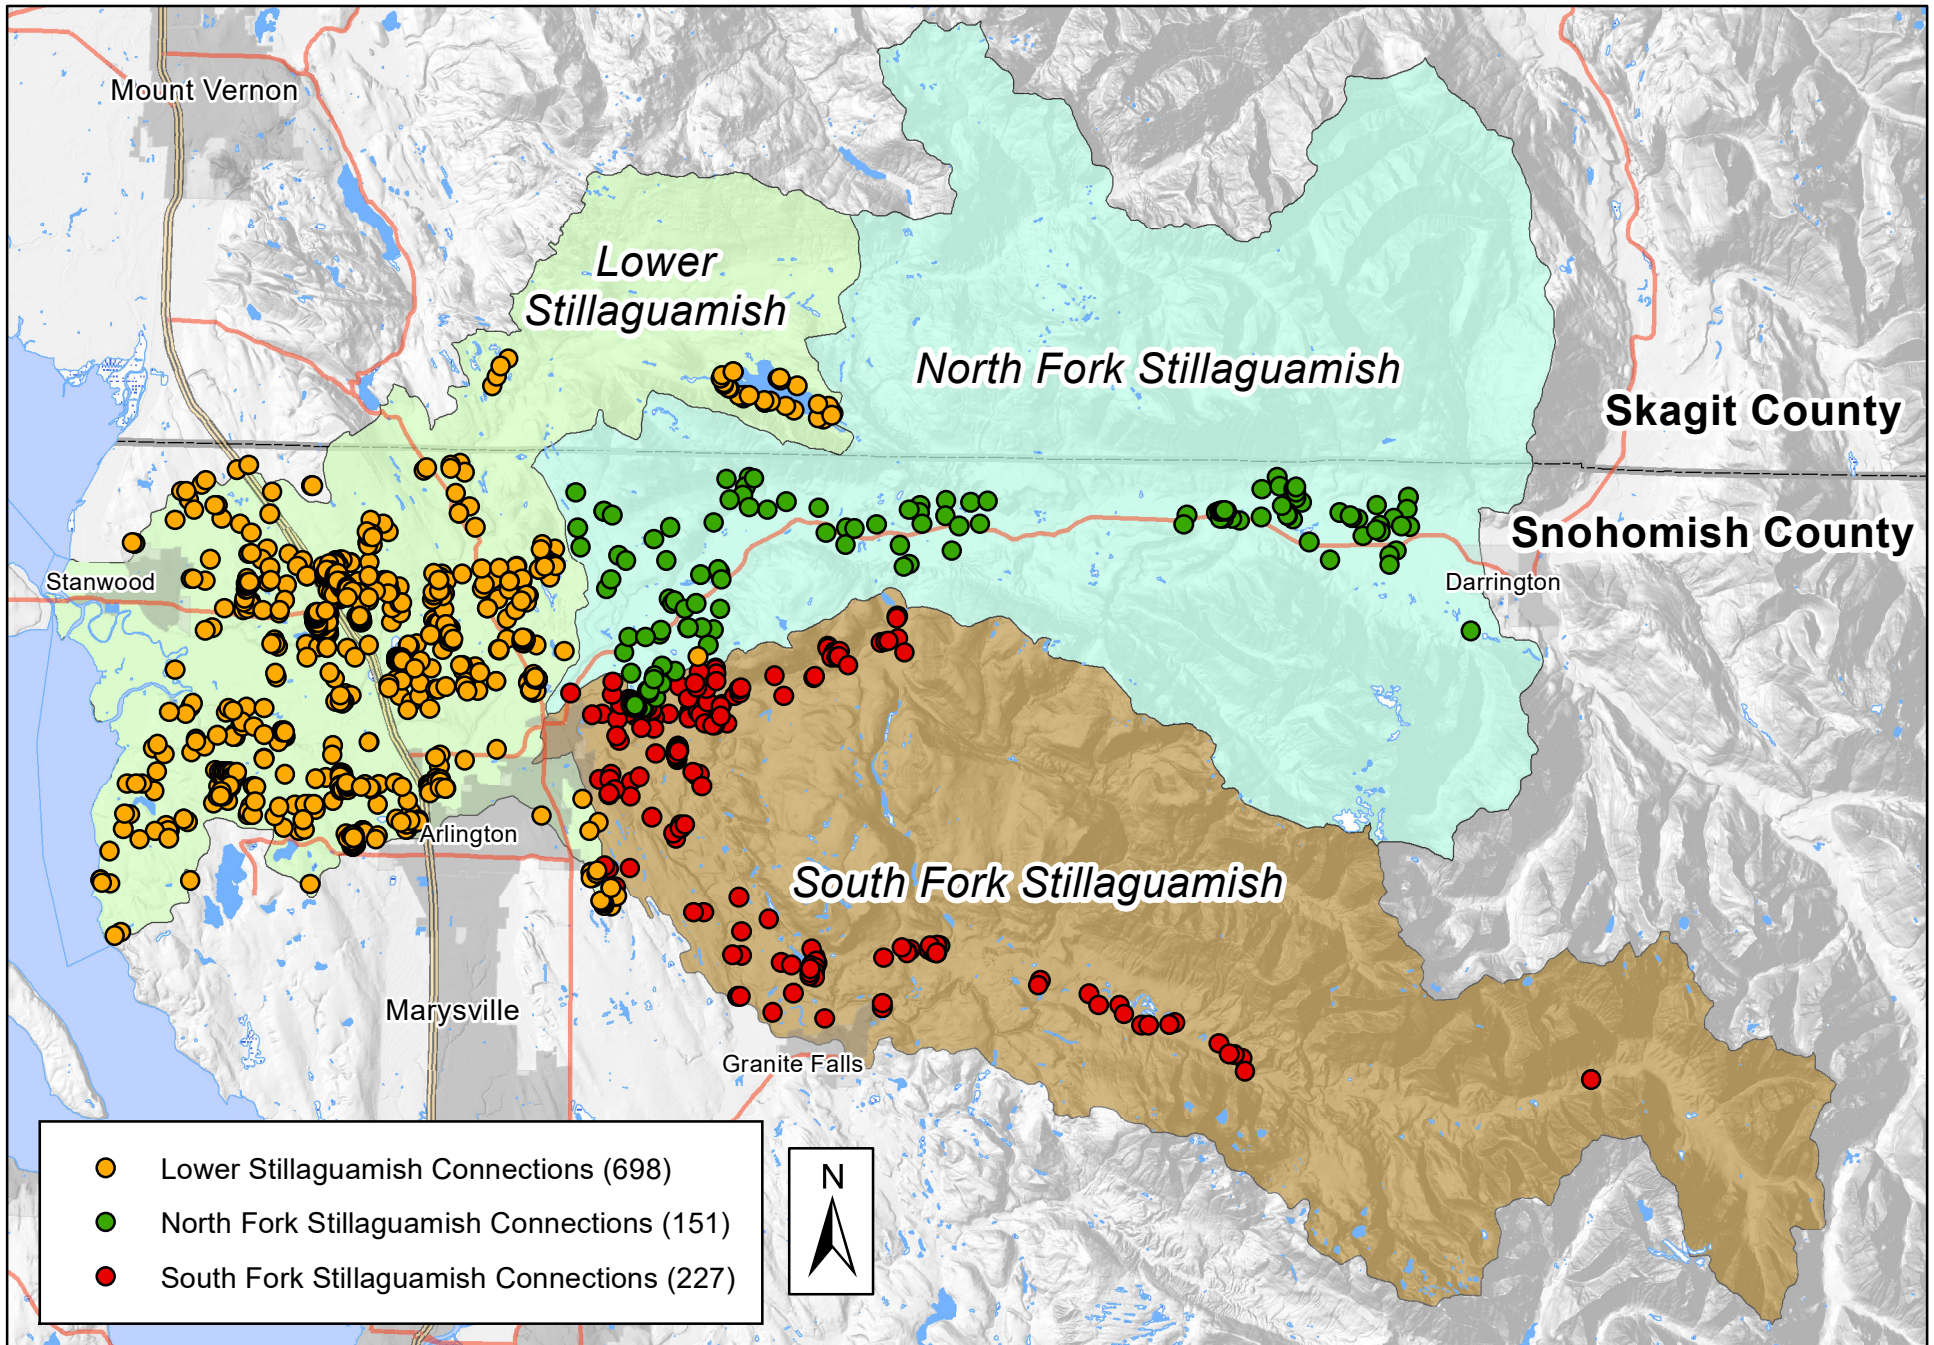 Mount Vernon
Lower
Stillaguamish
North Fork Stillaguamish
Skagit County
Snohomish County
Stanwood
Darrington
Arlington
South Fork Stillaguamish
Marysville
Granite Falls
Lower Stillaguamish Connections (698)
North Fork Stillaguamish Connections (151)
South Fork Stillaguamish Connections (227)
N